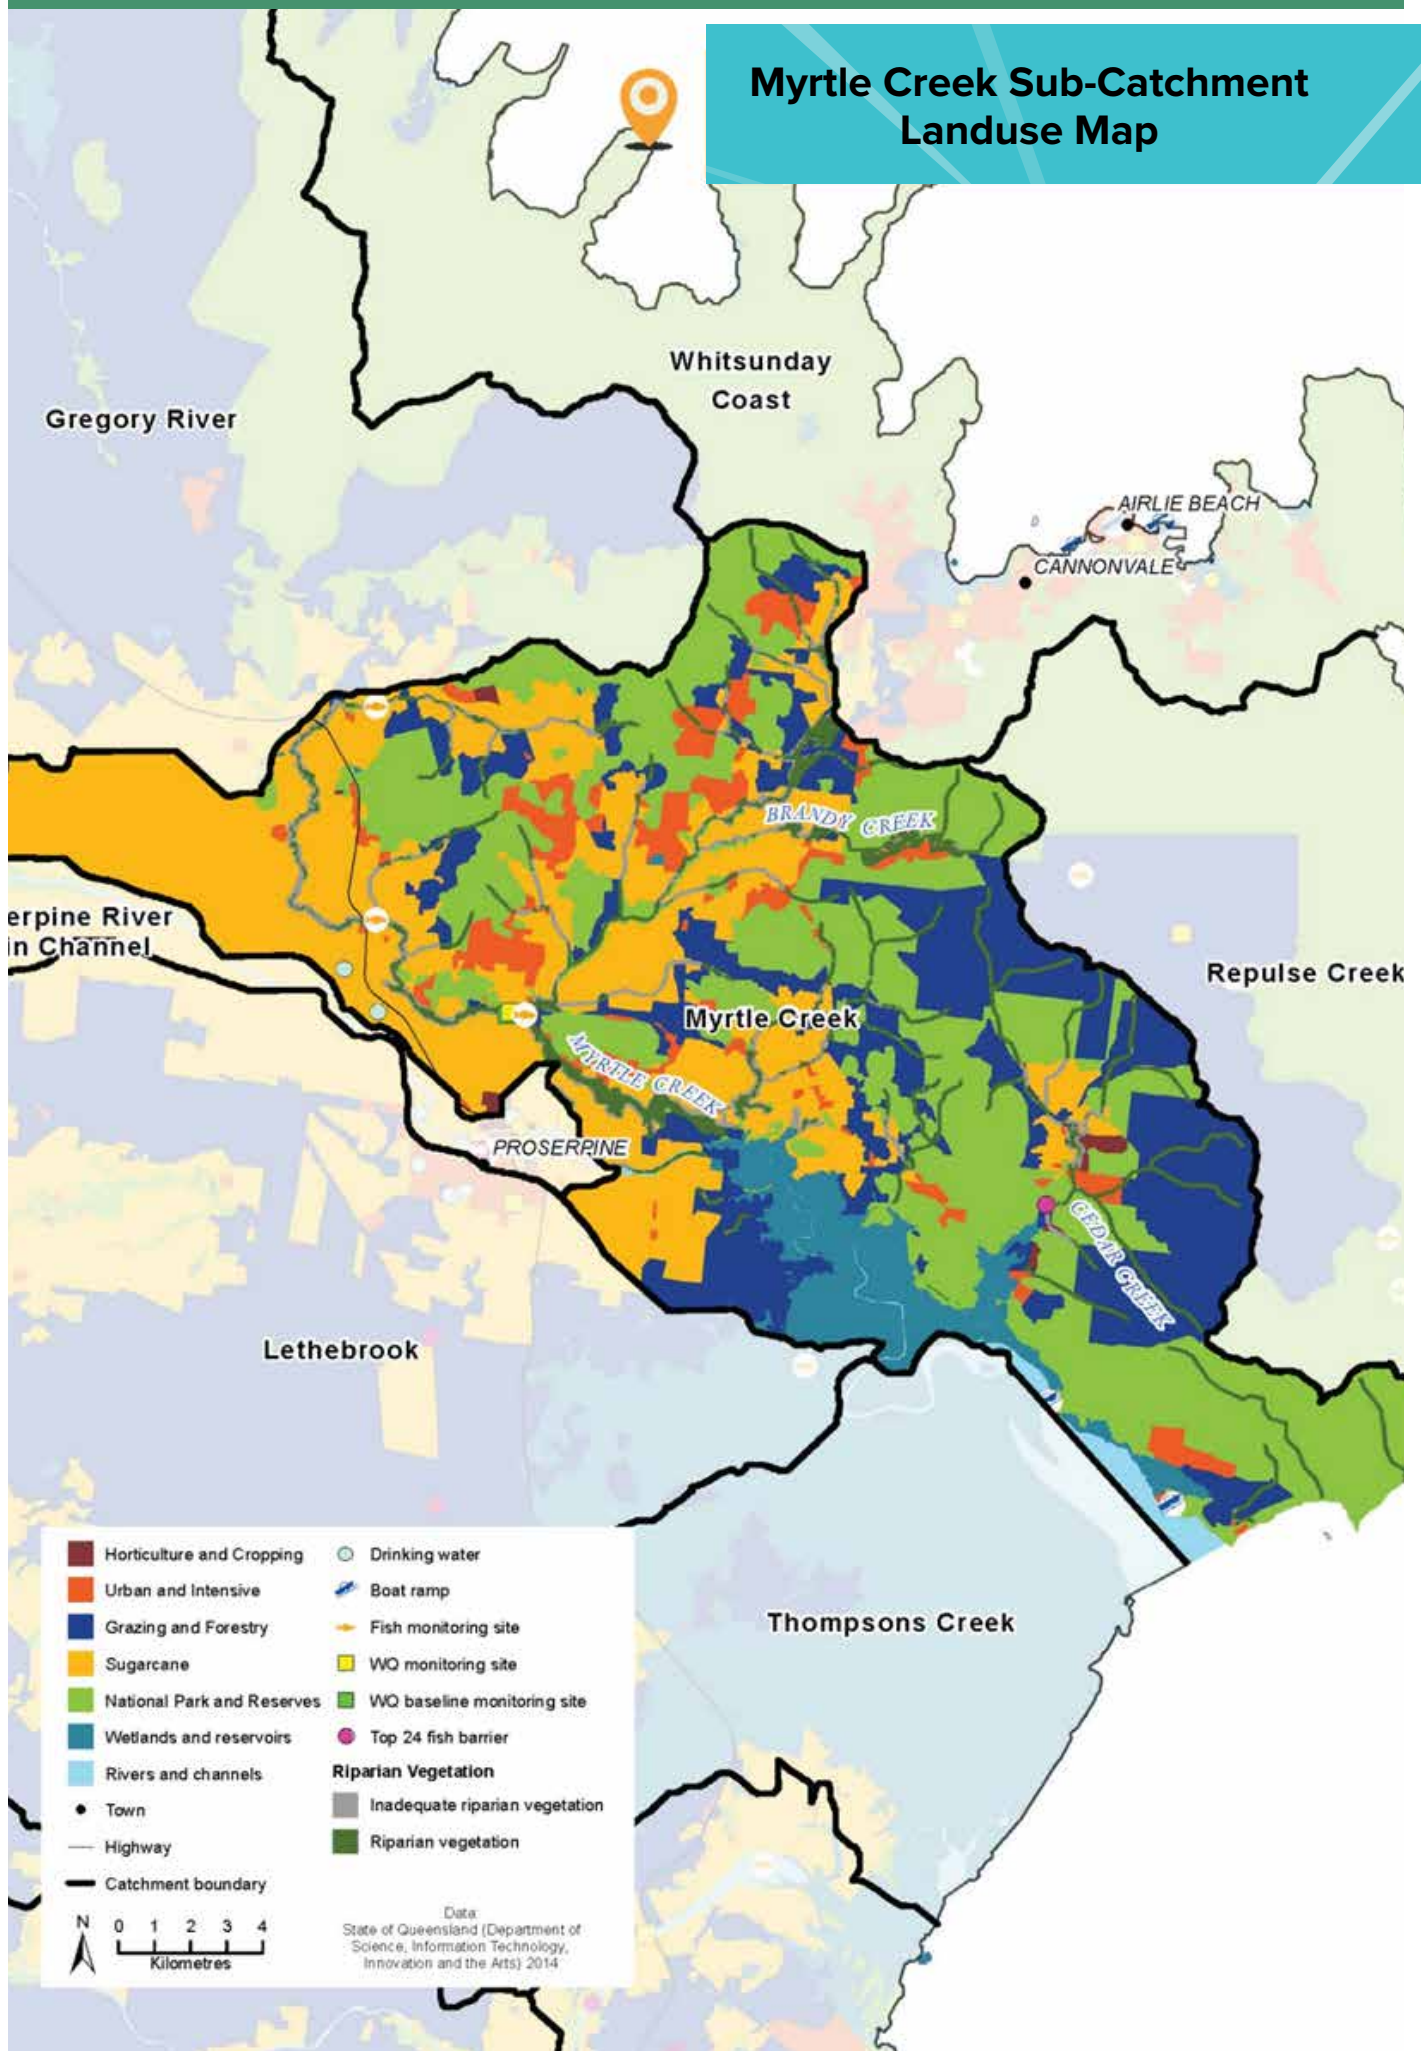 Myrtle Creek Sub-Catchment
Landuse Map
Whitsunday
Coast
Gregory River
AIRLIE BEACH
CANNONVALE
BRANDY CREEK
erpine River
in Channel
Repulse Creek
Myrtle Creek
MYRTLE CREEK
PROSERPINE
CEDAR CREEK
Lethebrook
Thompsons Creek
Horticulture and Cropping
Urban and Intensive
Grazing and Forestry
Sugarcane
National Park and Reserves
Wetlands and reservoirs
Rivers and channels
Town
Highway
Catchment boundary
N
0 1 2 3 4
Kilometres
Drinking water
Boat ramp
Fish monitoring site
WQ monitoring site
WQ baseline monitoring site
Top 24 fish barrier
Riparian Vegetation
Inadequate riparian vegetation
Riparian vegetation
Data:
State of Queensland (Department of
Science, Information Technology,
Innovation and the Arts) 2014